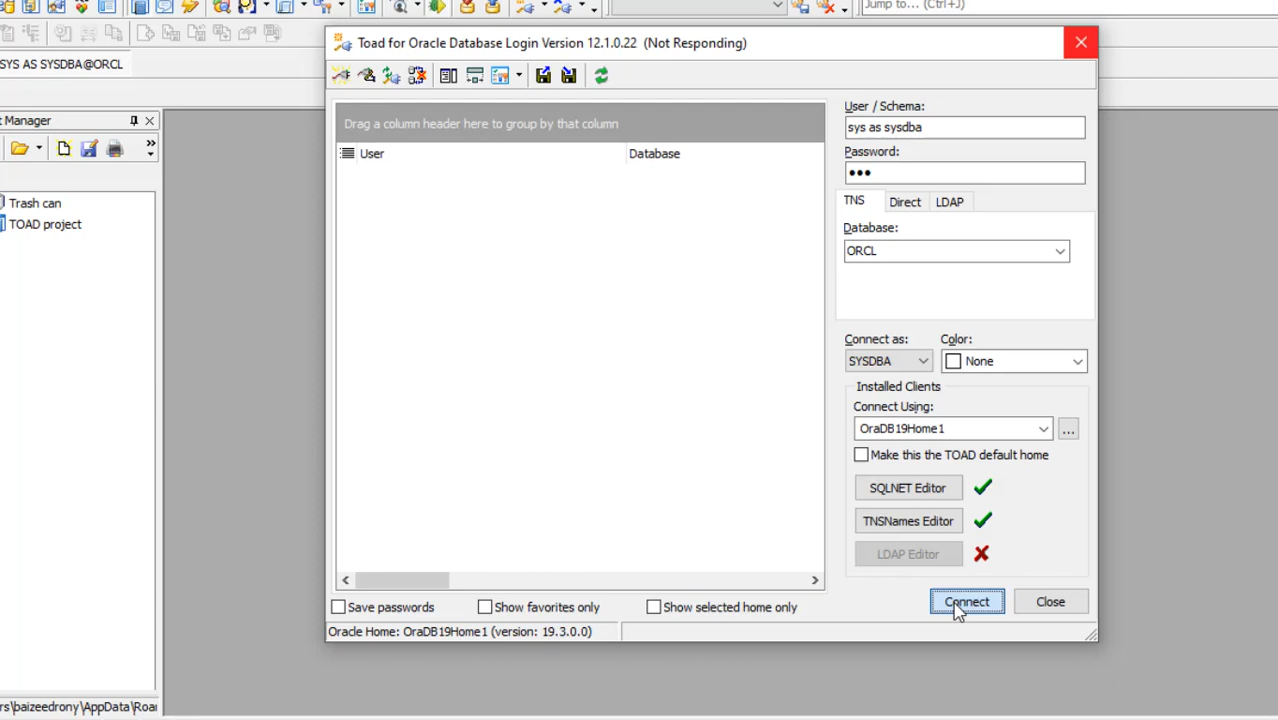 Jump to... (Ctrl+J)
Toad for Oracle Database Login Version 12.1.0.22 (Not Responding)
SYS AS SYSDBA@ORCL
Manager
Trash can
TOAD project
Drag a column header here to group by that column
User Database
User / Schema:
sys as sysdba
Password:
•••
TNS Direct LDAP
Database:
ORCL
Connect as: Color:
SYSDBA None
Installed Clients
Connect Using:
OraDB19Home1 ...
Make this the TOAD default home
SQLNET Editor
TNSNames Editor
LDAP Editor
Connect Close
Save passwords Show favorites only Show selected home only
Oracle Home: OraDB19Home1 (version: 19.3.0.0)
rs\baizeedrony\AppData\Roar